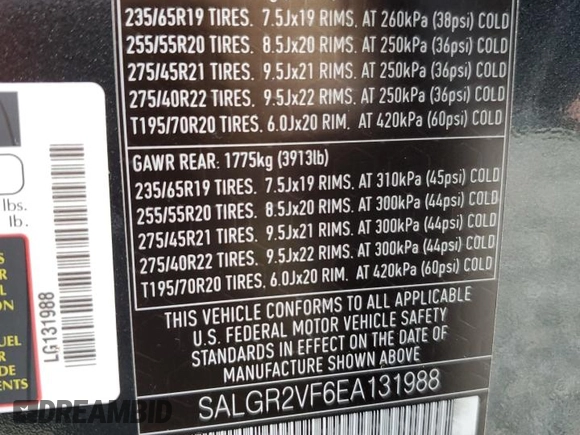 235/65R19 TIRES. 7.5Jx19 RIMS. AT 260kPa (38psi) COLD
255/55R20 TIRES. 8.5Jx20 RIMS. AT 250kPa (36psi) COLD
275/45R21 TIRES. 9.5Jx21 RIMS. AT 250kPa (36psi) COLD
275/40R22 TIRES. 9.5Jx22 RIMS. AT 250kPa (36psi) COLD
T195/70R20 TIRES. 6.0Jx20 RIM. AT 420kPa (60psi) COLD
GAWR REAR: 1775kg (3913lb)
235/65R19 TIRES. 7.5Jx19 RIMS. AT 310kPa (45psi) COLD
255/55R20 TIRES. 8.5Jx20 RIMS. AT 300kPa (44psi) COLD
275/45R21 TIRES. 9.5Jx21 RIMS. AT 300kPa (44psi) COLD
275/40R22 TIRES. 9.5Jx22 RIMS. AT 300kPa (44psi) COLD
T195/70R20 TIRES. 6.0Jx20 RIM. AT 420kPa (60psi) COLD
THIS VEHICLE CONFORMS TO ALL APPLICABLE
U.S. FEDERAL MOTOR VEHICLE SAFETY
STANDARDS IN EFFECT ON THE DATE OF
MANUFACTURE SHOWN ABOVE
SALGR2VF6EA131988
lbs.
lb.
LG131988
UEL
ENTS
DREAMBID